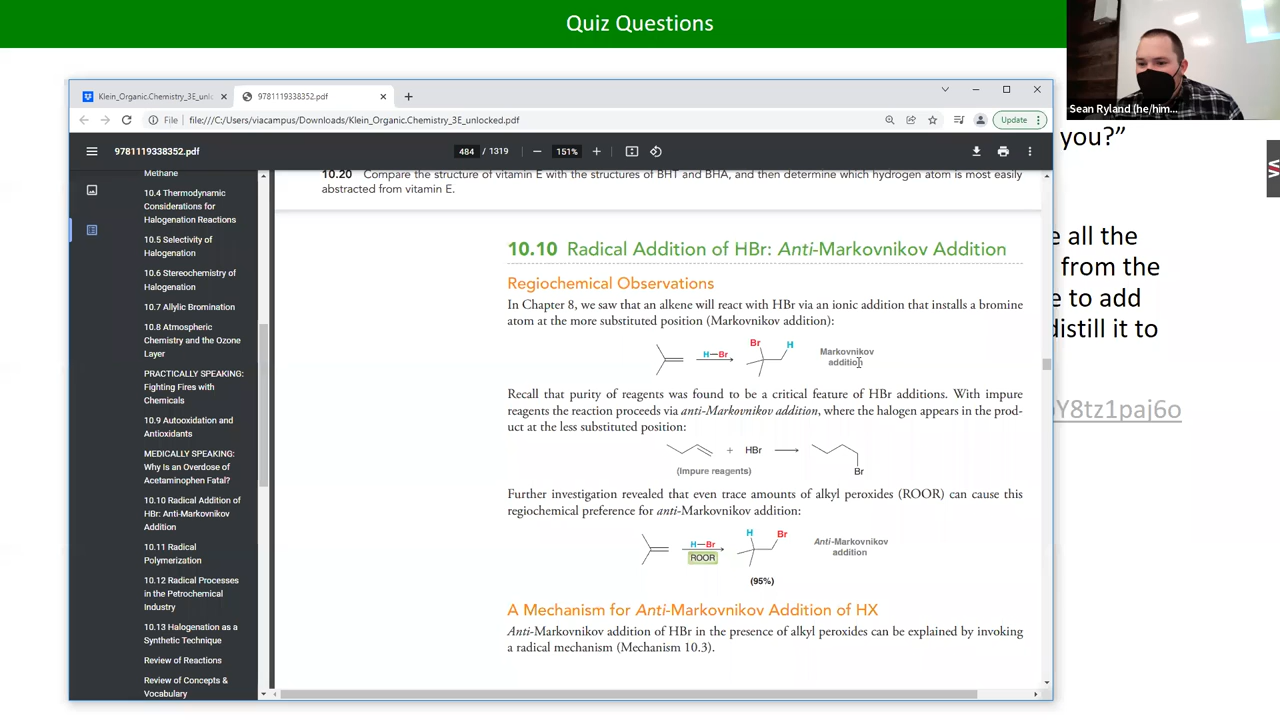 Quiz Questions
Sean Ryland (he/him...
you?"
e all the
from the
e to add
distill it to
Y8tz1paj6o
Klein_Organic.Chemistry_3E_unlo
9781119338352.pdf
File
file:///C:/Users/viacampus/Downloads/Klein_Organic.Chemistry_3E_unlocked.pdf
Update
9781119338352.pdf
484 / 1319
151%
Methane
10.4 Thermodynamic
Considerations for
Halogenation Reactions
10.5 Selectivity of
Halogenation
10.6 Stereochemistry of
Halogenation
10.7 Allylic Bromination
10.8 Atmospheric
Chemistry and the Ozone
Layer
PRACTICALLY SPEAKING:
Fighting Fires with
Chemicals
10.9 Autooxidation and
Antioxidants
MEDICALLY SPEAKING:
Why Is an Overdose of
Acetaminophen Fatal?
10.10 Radical Addition of
HBr: Anti-Markovnikov
Addition
10.11 Radical
Polymerization
10.12 Radical Processes
in the Petrochemical
Industry
10.13 Halogenation as a
Synthetic Technique
Review of Reactions
Review of Concepts &
Vocabulary
10.20 Compare the structure of vitamin E with the structures of BHT and BHA, and then determine which hydrogen atom is most easily
abstracted from vitamin E.
10.10 Radical Addition of HBr: Anti-Markovnikov Addition
Regiochemical Observations
In Chapter 8, we saw that an alkene will react with HBr via an ionic addition that installs a bromine
atom at the more substituted position (Markovnikov addition):
H—Br
Br
H
Markovnikov
addition
Recall that purity of reagents was found to be a critical feature of HBr additions. With impure
reagents the reaction proceeds via anti-Markovnikov addition, where the halogen appears in the prod-
uct at the less substituted position:
+ HBr
Br
(Impure reagents)
Further investigation revealed that even trace amounts of alkyl peroxides (ROOR) can cause this
regiochemical preference for anti-Markovnikov addition:
H—Br
ROOR
H
Br
Anti-Markovnikov
addition
(95%)
A Mechanism for Anti-Markovnikov Addition of HX
Anti-Markovnikov addition of HBr in the presence of alkyl peroxides can be explained by invoking
a radical mechanism (Mechanism 10.3).